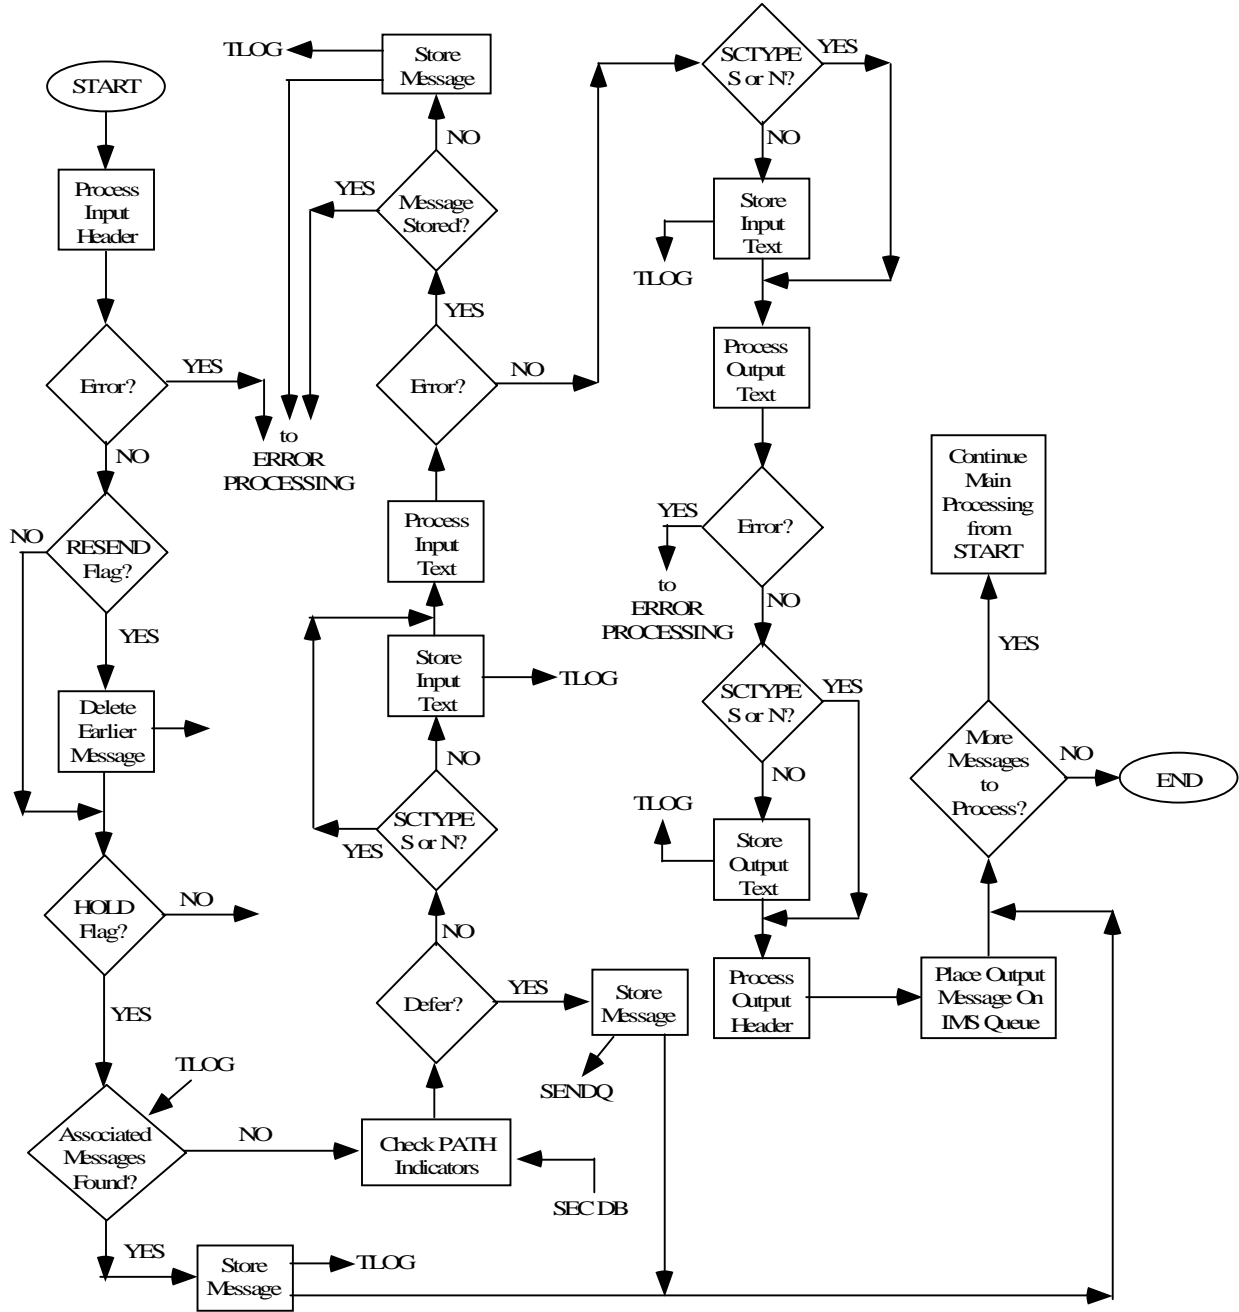 START
Process
Input
Header
Error?
YES
NO
RESEND
Flag?
NO
YES
Delete
Earlier
Message
HOLD
Flag?
NO
YES
TLOG
Associated
Messages
Found?
NO
YES
Store
Message
TLOG
Check PATH
Indicators
SEC DB
Defer?
YES
Store
Message
SENDQ
NO
SCTYPE
S or N?
YES
NO
Store
Input
Text
TLOG
Process
Input
Text
Error?
NO
YES
Message
Stored?
YES
NO
Store
Message
TLOG
to
ERROR
PROCESSING
SCTYPE
S or N?
YES
NO
Store
Input
Text
TLOG
Process
Output
Text
Error?
YES
to
ERROR
PROCESSING
NO
SCTYPE
S or N?
YES
NO
TLOG
Store
Output
Text
Process
Output
Header
Place Output
Message On
IMS Queue
More
Messages
to
Process?
NO
END
YES
Continue
Main
Processing
from
START